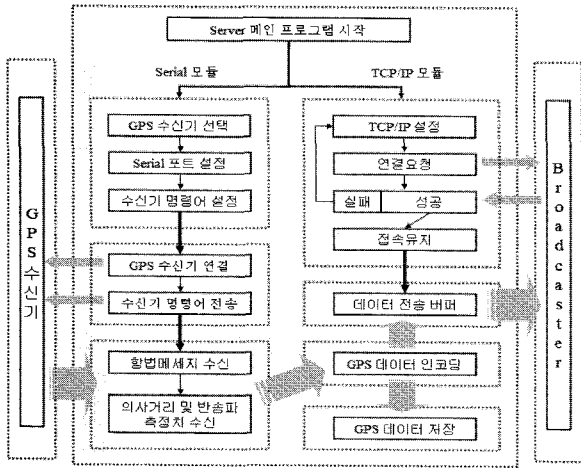 Server 메인 프로그램 시작
Serial 모듈
TCP/IP 모듈
GPS 수신기 선택
Serial 포트 설정
수신기 명령어 설정
GPS 수신기 연결
수신기 명령어 전송
항법메세지 수신
의사거리 및 반송파
측정치 수신
TCP/IP 설정
연결요청
실패
성공
접속유지
데이터 전송 버퍼
GPS 데이터 인코딩
GPS 데이터 저장
GPS 수신기
Broadcaster